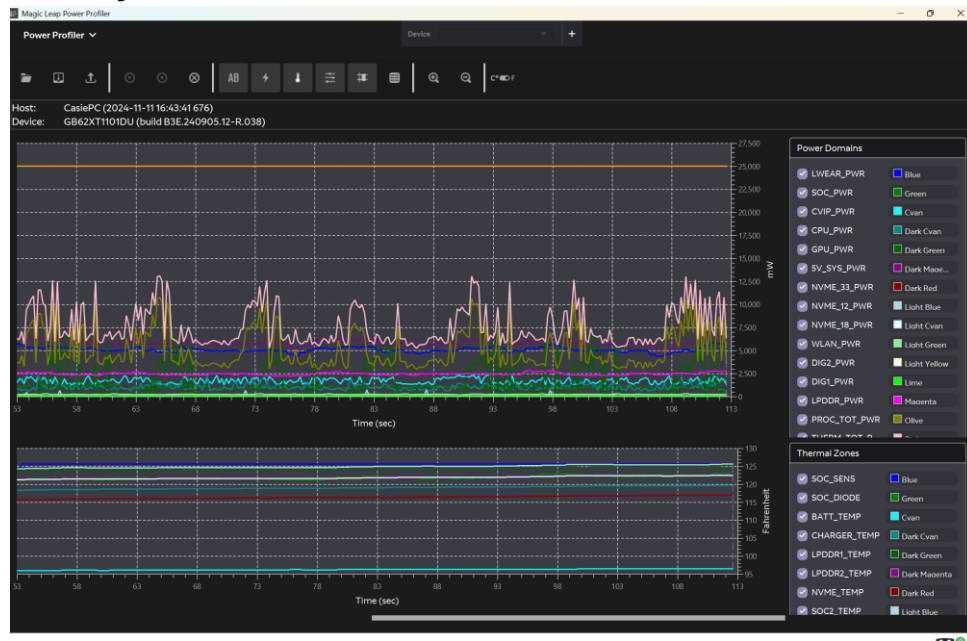 Magic Leap Power Profiler
Power Profiler
Device
+
AB
C° F
Host: CasiePC (2024-11-11 16:43:41 676)
Device: GB62XT1101DU (build B3E.240905.12-R.038)
27,500
25,000
22,500
20,000
17,500
15,000
12,500
10,000
7,500
5,000
2,500
0
mW
53 58 63 68 73 78 83 88 93 98 103 108 113
Time (sec)
Power Domains
LWEAR_PWR Blue
SOC_PWR Green
CVIP_PWR Cyan
CPU_PWR Dark Cyan
GPU_PWR Dark Green
5V_SYS_PWR Dark Mage...
NVME_33_PWR Dark Red
NVME_12_PWR Light Blue
NVME_18_PWR Light Cyan
WLAN_PWR Light Green
DIG2_PWR Light Yellow
DIG1_PWR Lime
LPDDR_PWR Magenta
PROC_TOT_PWR Olive
130
125
120
115
110
105
100
95
Fahrenheit
53 58 63 68 73 78 83 88 93 98 103 108 113
Time (sec)
Thermal Zones
SOC_SENS Blue
SOC_DIODE Green
BATT_TEMP Cyan
CHARGER_TEMP Dark Cyan
LPDDR1_TEMP Dark Green
LPDDR2_TEMP Dark Magenta
NVME_TEMP Dark Red
SOC2_TEMP Light Blue